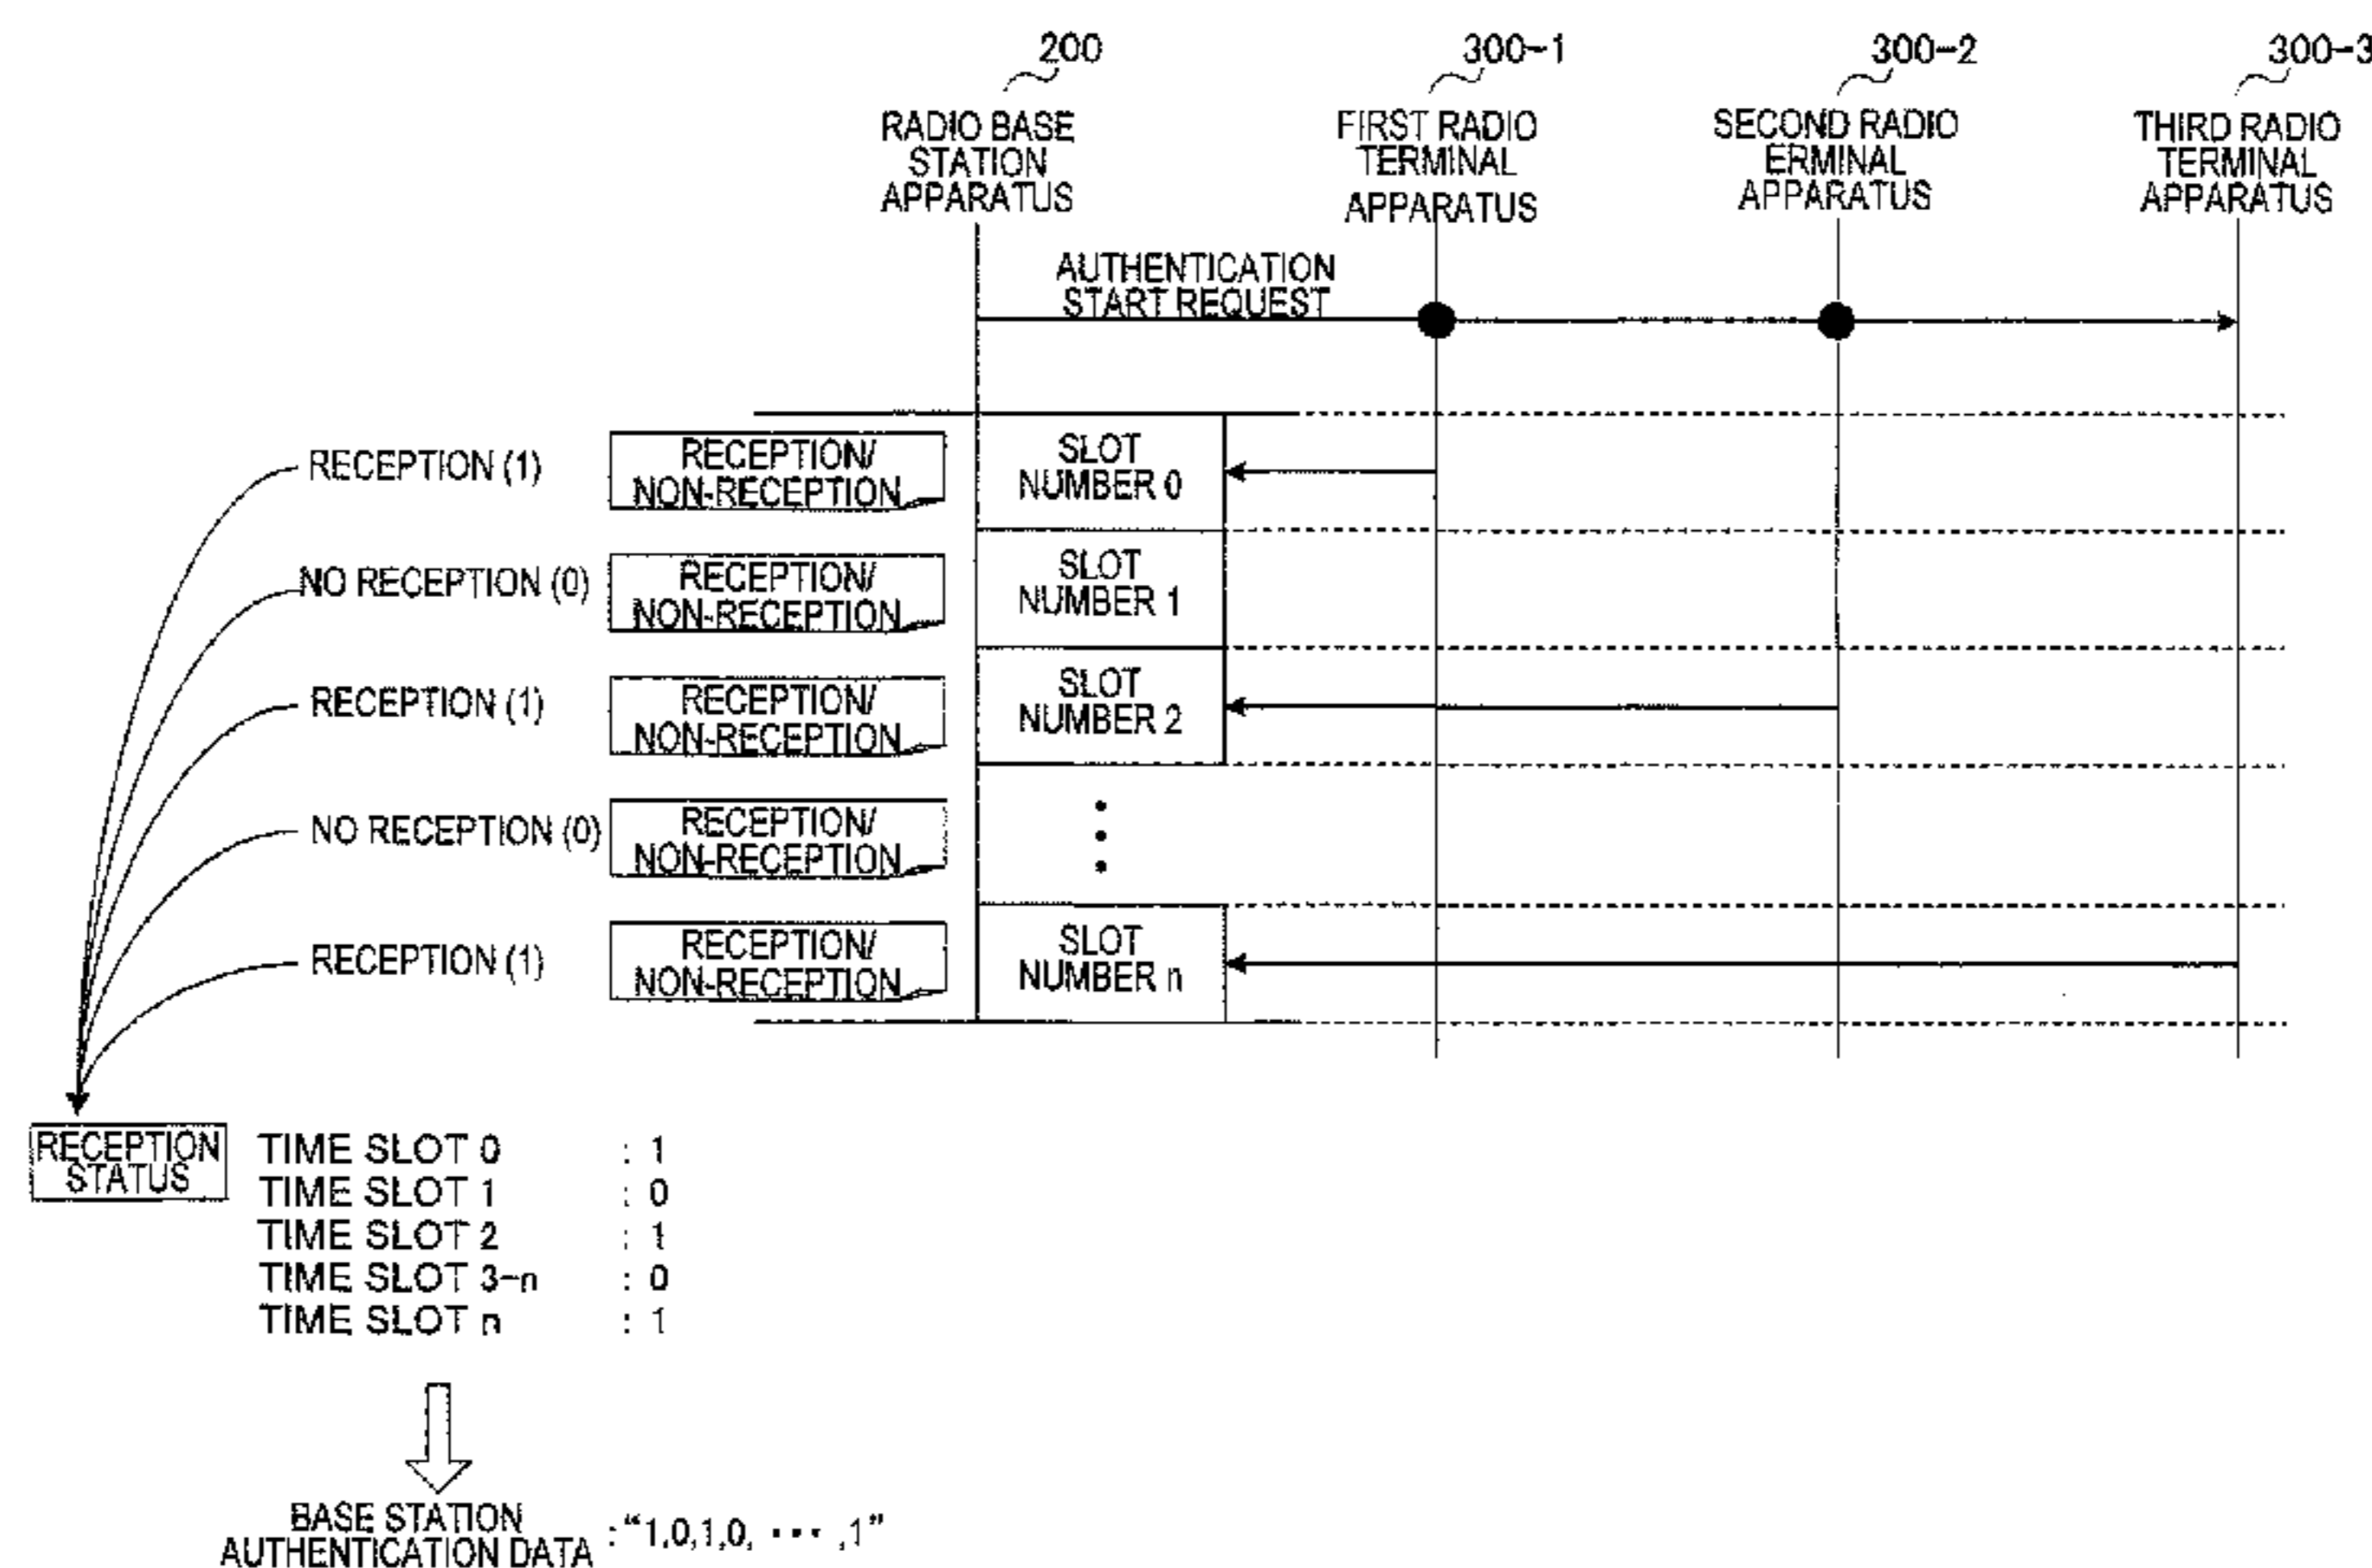 200
300-1
300-2
300-3
RADIO BASE
STATION
APPARATUS
FIRST RADIO
TERMINAL
APPARATUS
SECOND RADIO
ERMINAL
APPARATUS
THIRD RADIO
TERMINAL
APPARATUS
AUTHENTICATION
START REQUEST
RECEPTION (1)
RECEPTION/
NON-RECEPTION
SLOT
NUMBER 0
NO RECEPTION (0)
RECEPTION/
NON-RECEPTION
SLOT
NUMBER 1
RECEPTION (1)
RECEPTION/
NON-RECEPTION
SLOT
NUMBER 2
NO RECEPTION (0)
RECEPTION/
NON-RECEPTION
RECEPTION (1)
RECEPTION/
NON-RECEPTION
SLOT
NUMBER n
RECEPTION
STATUS
TIME SLOT 0 : 1
TIME SLOT 1 : 0
TIME SLOT 2 : 1
TIME SLOT 3-n : 0
TIME SLOT n : 1
BASE STATION
AUTHENTICATION DATA : "1,0,1,0, ··· ,1"